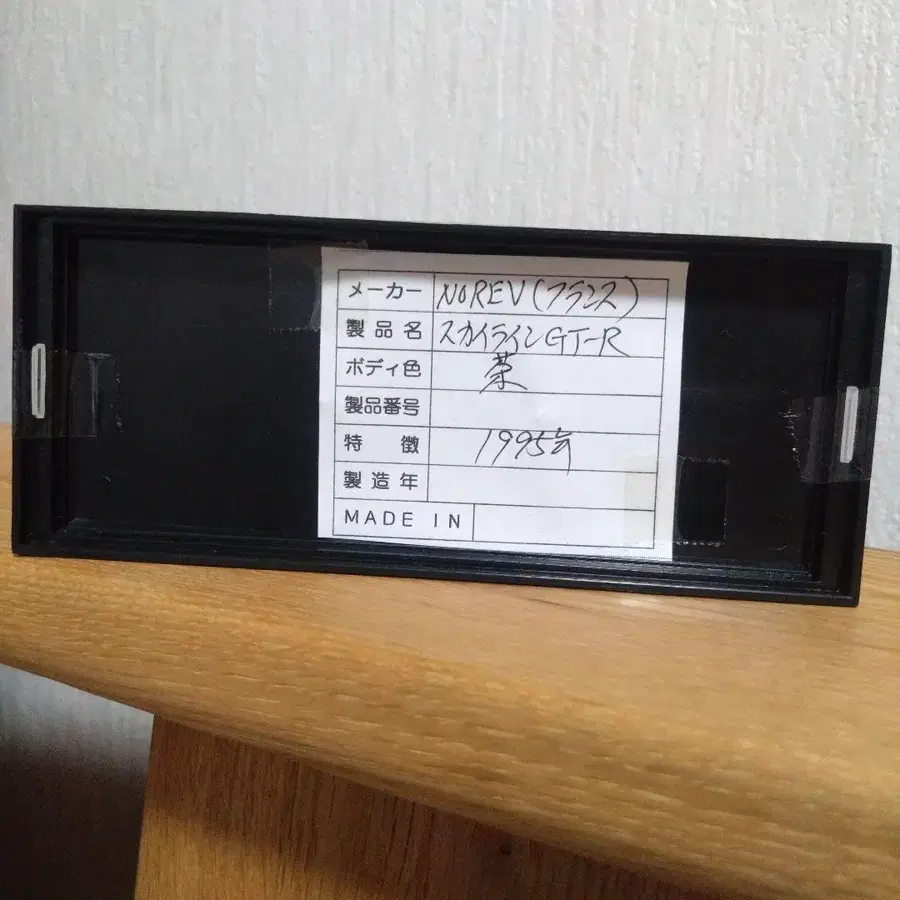 メーカー NOREV(フランス)
製品名 スカイラインGT-R
ボディ色 茶
製品番号
特徴 1995年
製造年
MADE IN